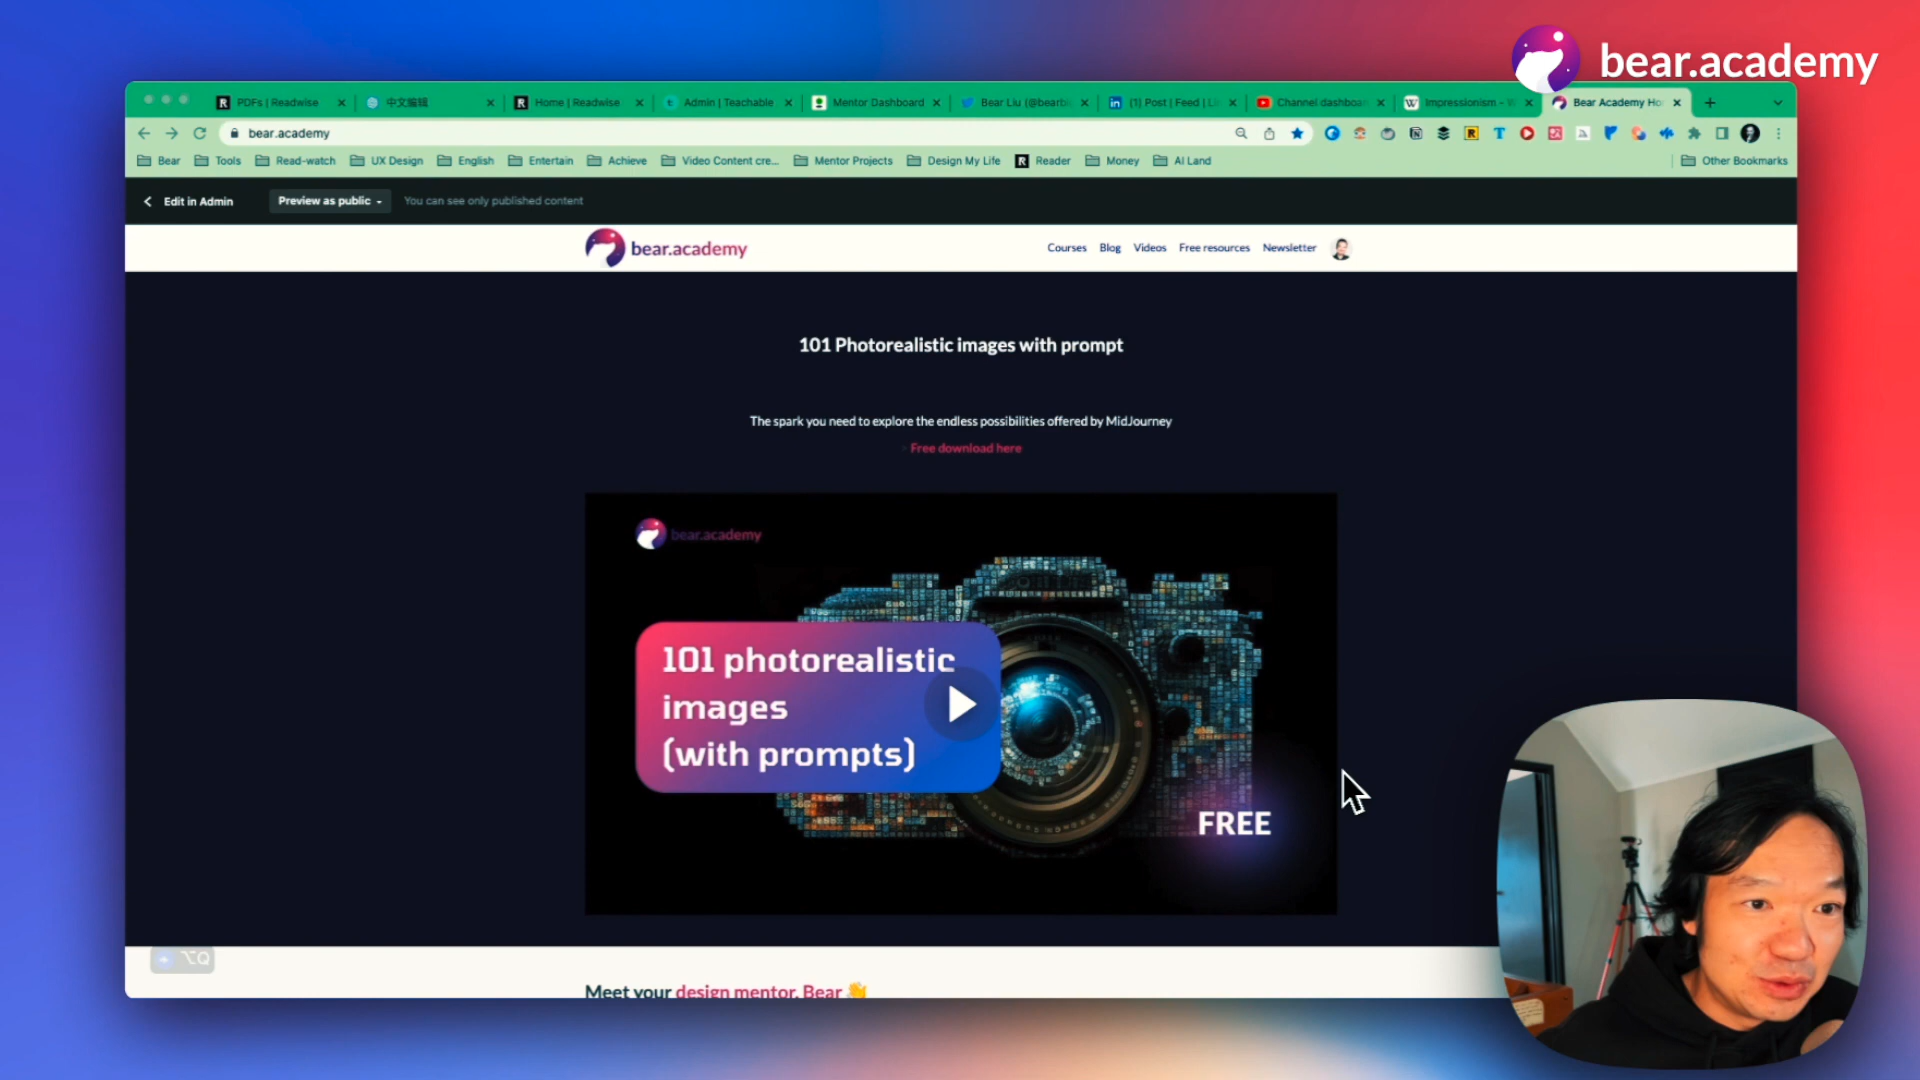 bear.academy
PDFs | Readwise
中文编辑
Home | Readwise
Admin | Teachable
Mentor Dashboard
Bear Liu (@bearbi
(1) Post | Feed | Li
Channel dashboar
Impressionism - W
Bear Academy Ho
bear.academy
Bear
Tools
Read-watch
UX Design
English
Entertain
Achieve
Video Content cre...
Mentor Projects
Design My Life
Reader
Money
AI Land
Other Bookmarks
Edit in Admin
Preview as public
You can see only published content
bear.academy
Courses
Blog
Videos
Free resources
Newsletter
101 Photorealistic images with prompt
The spark you need to explore the endless possibilities offered by MidJourney
Free download here
bear.academy
101 photorealistic
images
(with prompts)
FREE
⌥Q
Meet your design mentor, Bear 👋